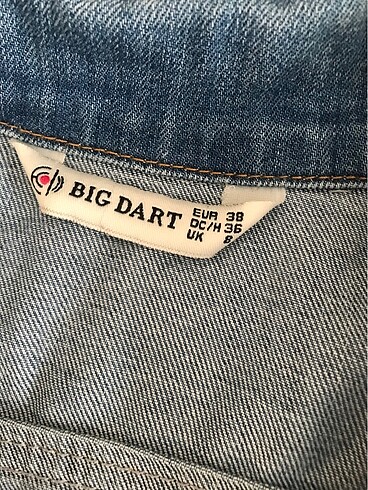 BIG DART
EUR 38
DC/H 36
UK 8